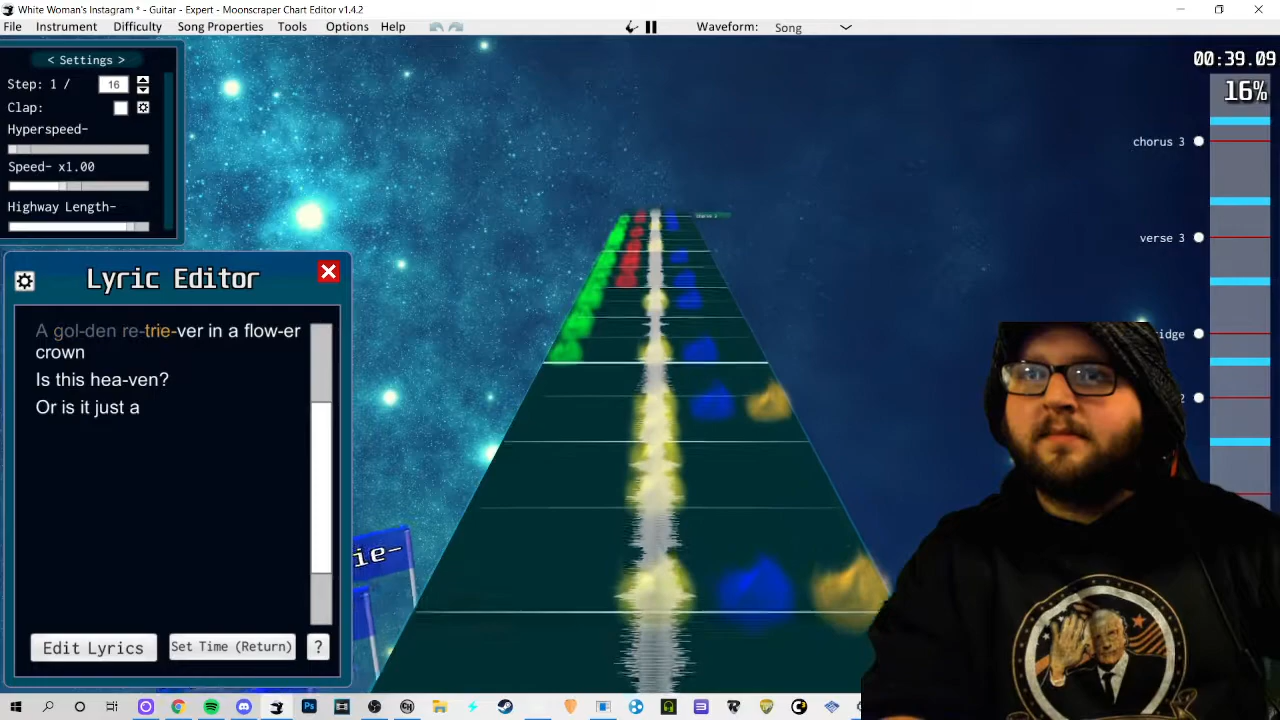 White Woman's Instagram * - Guitar - Expert - Moonscraper Chart Editor v1.4.2
File Instrument Difficulty Song Properties Tools Options Help Waveform: Song
< Settings >
Step: 1 / 16
Clap:
Hyperspeed-
Speed- x1.00
Highway Length-
00:39.09
16%
chorus 3
verse 3
idge
2
Lyric Editor
A gol-den re-trie-ver in a flow-er
crown
Is this hea-ven?
Or is it just a
Edit Lyrics Set Time (Return) ?
ie-